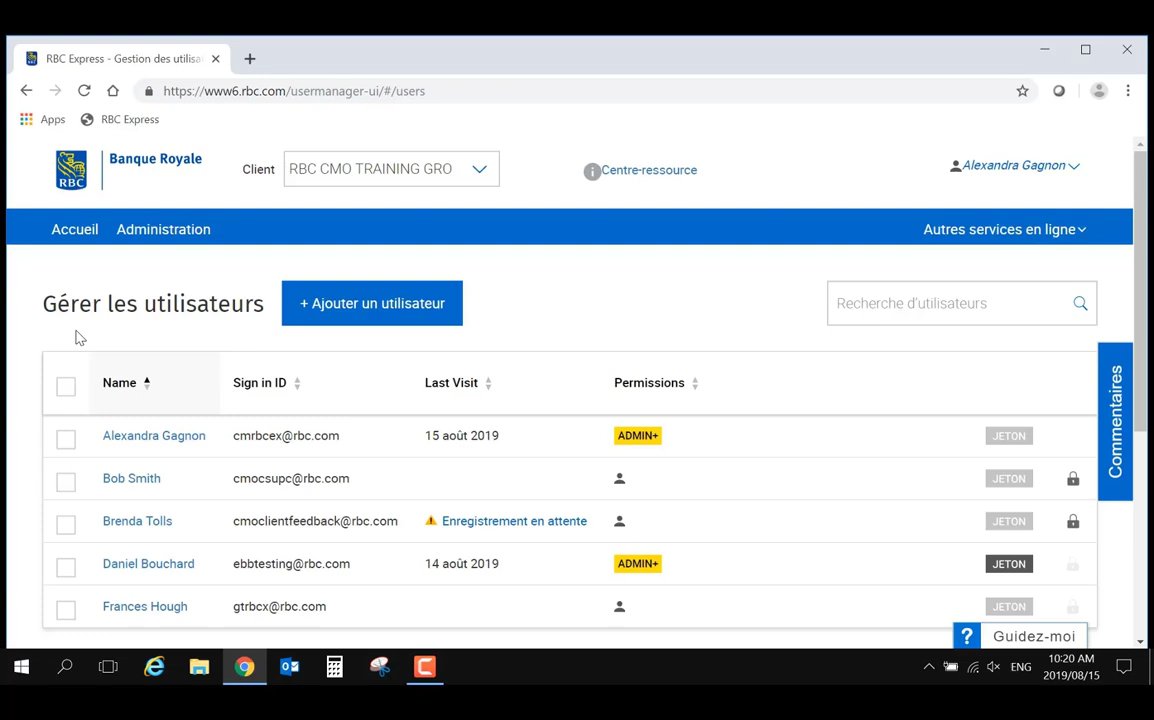 RBC Express - Gestion des utilisa
https://www6.rbc.com/usermanager-ui/#/users
Apps RBC Express
RBC
Banque Royale
Client RBC CMO TRAINING GRO
Centre-ressource
Alexandra Gagnon
Accueil Administration Autres services en ligne
Gérer les utilisateurs + Ajouter un utilisateur Recherche d'utilisateurs
Name Sign in ID Last Visit Permissions
Alexandra Gagnon cmrbcex@rbc.com 15 août 2019 ADMIN+ JETON
Bob Smith cmocsupc@rbc.com JETON
Brenda Tolls cmoclientfeedback@rbc.com Enregistrement en attente JETON
Daniel Bouchard ebbtesting@rbc.com 14 août 2019 ADMIN+ JETON
Frances Hough gtrbcx@rbc.com JETON
Commentaires
? Guidez-moi
ENG
10:20 AM
2019/08/15